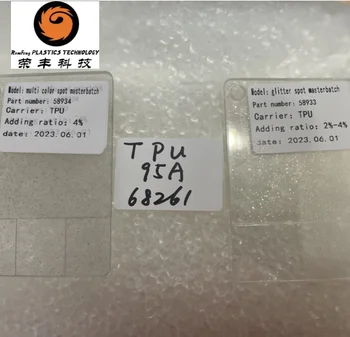 RonFeng PLASTICS TECHNOLOGY
荣丰科技
Model: multi color spot masterbatch
Part number: 58934
Carrier: TPU
Adding ratio: 4%
date: 2023.06.01
TPU
95A
68261
Model: glitter spot masterbatch
Part number: 58933
Carrier: TPU
Adding ratio: 2%-4%
date: 2023.06.01